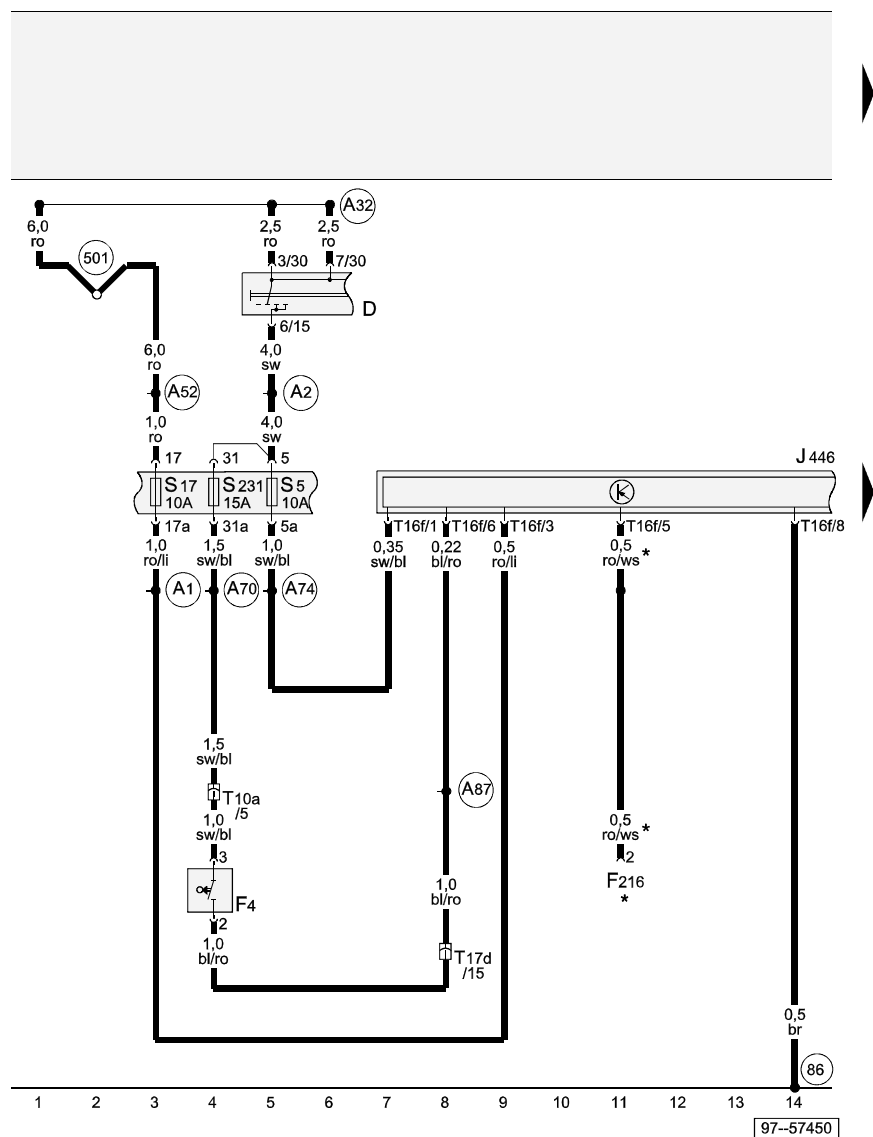 A32
6,0
ro
2,5
ro
2,5
ro
501
3/30
7/30
D
6/15
6,0
ro
4,0
sw
A52
A2
1,0
ro
4,0
sw
17
31
5
J446
S17
10A
S231
15A
S5
10A
17a
31a
5a
T16f/1
T16f/6
T16f/3
T16f/5
T16f/8
1,0
ro/li
1,5
sw/bl
1,0
sw/bl
0,35
sw/bl
0,22
bl/ro
0,5
ro/li
0,5
ro/ws*
A1
A70
A74
1,5
sw/bl
T10a
/5
A87
1,0
sw/bl
0,5
ro/ws*
3
2
F216
*
F4
1,0
bl/ro
2
1,0
bl/ro
T17d
/15
0,5
br
86
1 2 3 4 5 6 7 8 9 10 11 12 13 14
97--57450